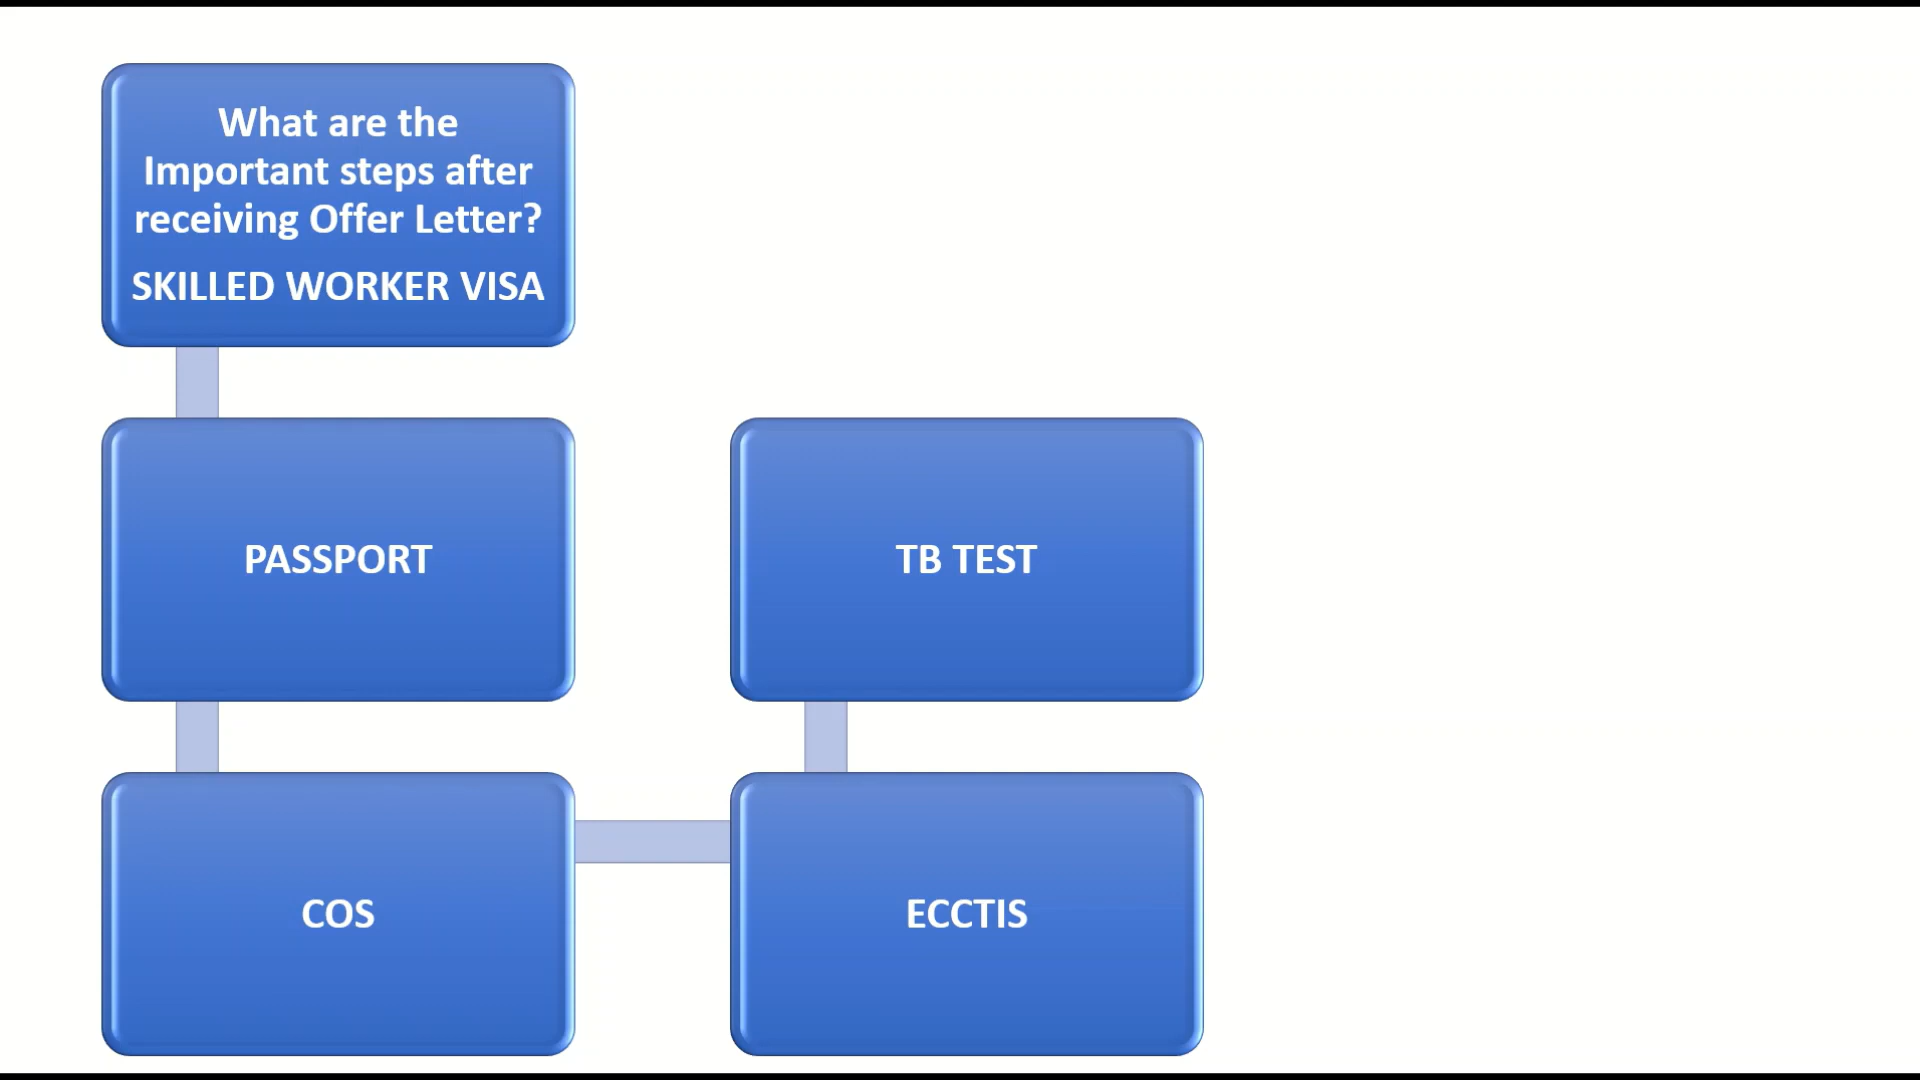 What are the
Important steps after
receiving Offer Letter?
SKILLED WORKER VISA
PASSPORT
COS
ECCTIS
TB TEST